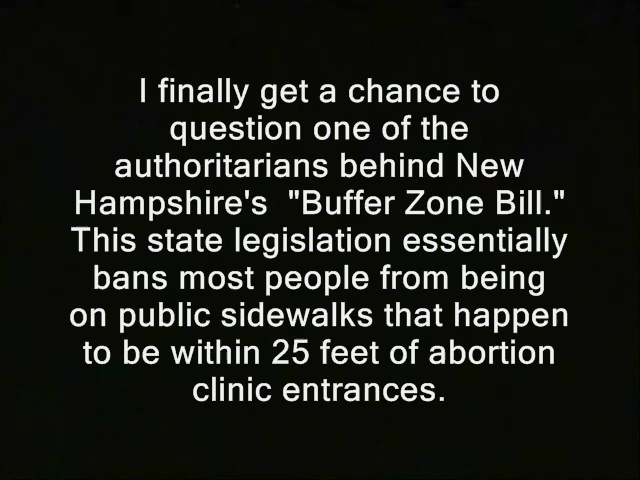 I finally get a chance to
question one of the
authoritarians behind New
Hampshire's  "Buffer Zone Bill."
This state legislation essentially
bans most people from being
on public sidewalks that happen
to be within 25 feet of abortion
clinic entrances.